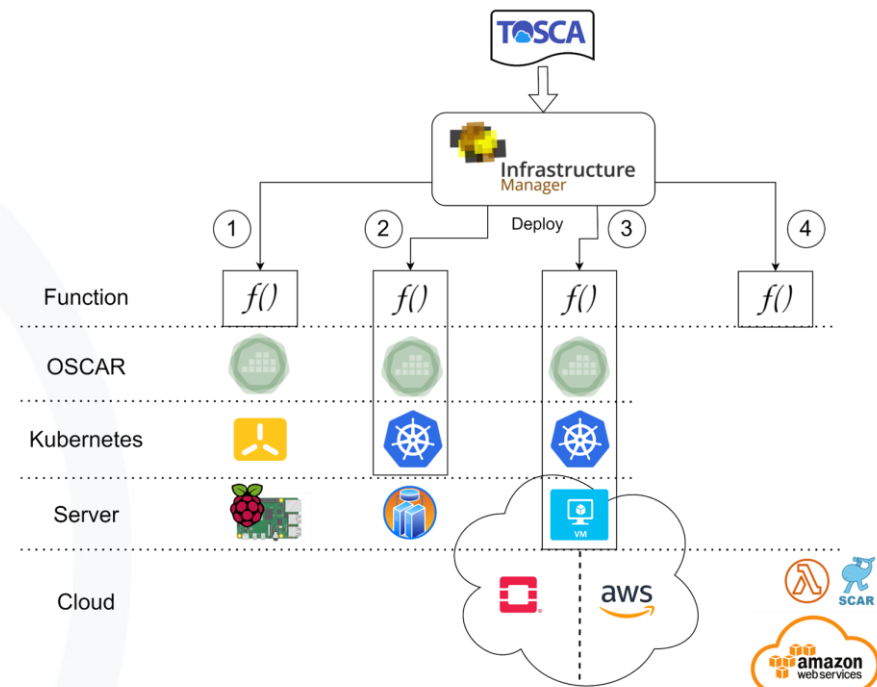 TOSCA
Infrastructure
Manager
Deploy
1
2
3
4
Function
f()
f()
f()
f()
OSCAR
Kubernetes
Server
VM
Cloud
aws
SCAR
amazon
web services